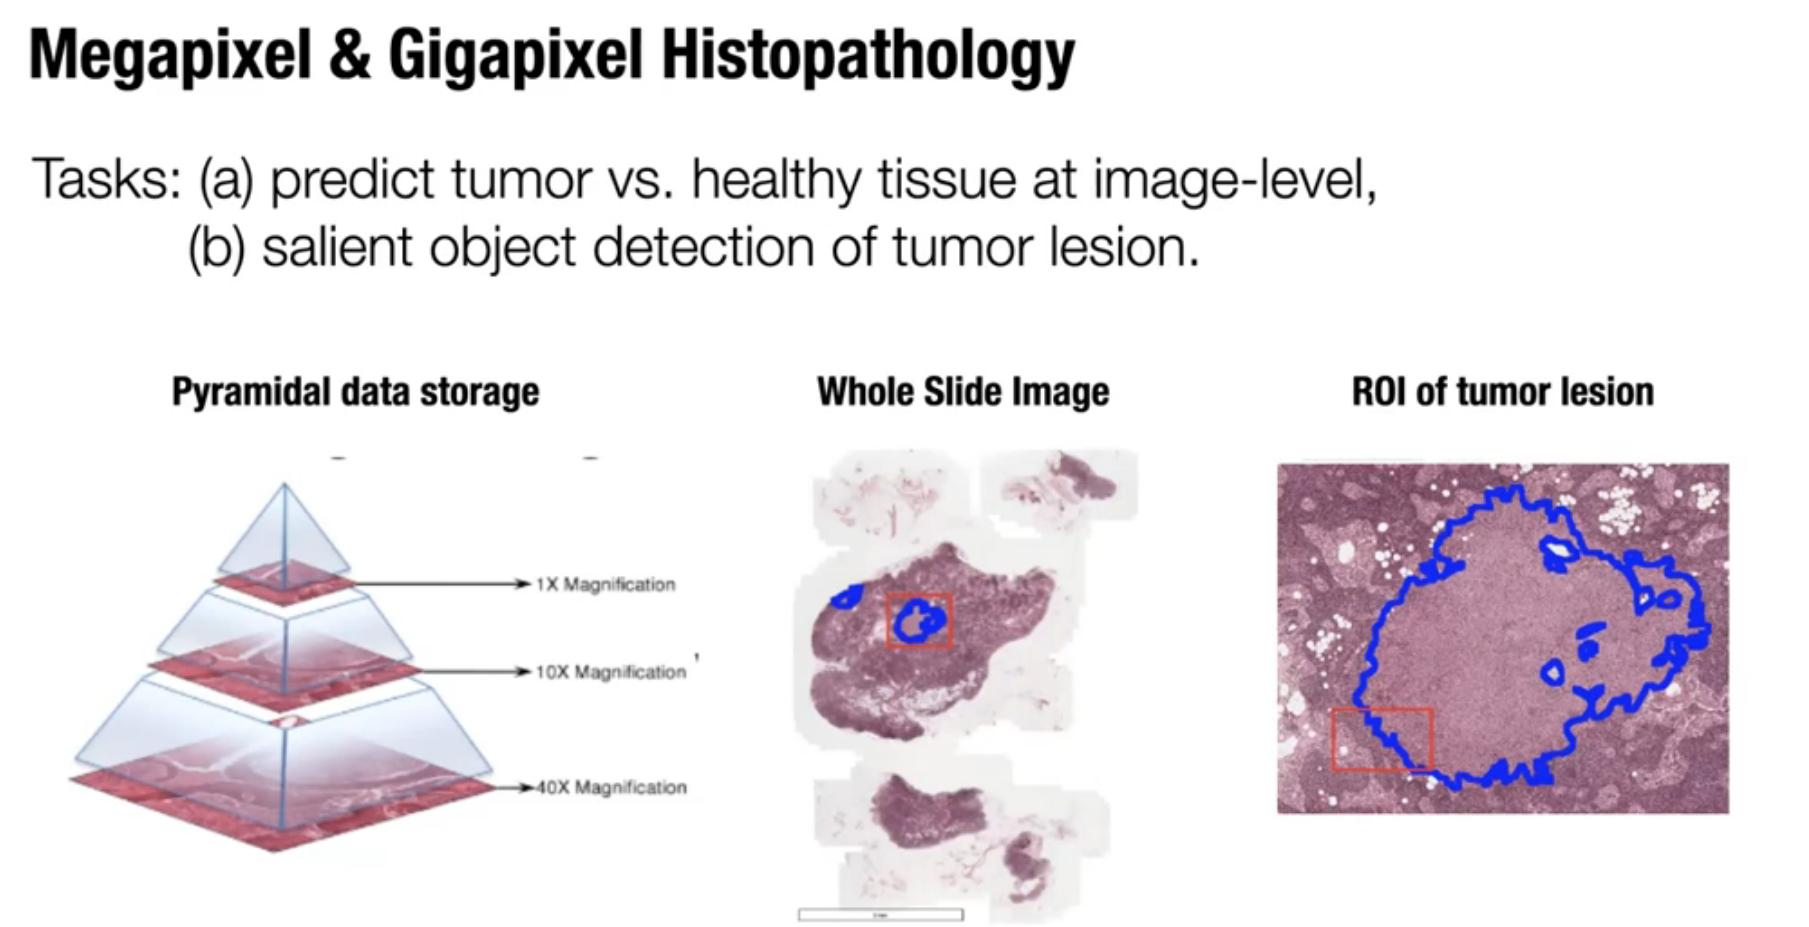 Megapixel & Gigapixel Histopathology
Tasks: (a) predict tumor vs. healthy tissue at image-level,
(b) salient object detection of tumor lesion.
Pyramidal data storage
Whole Slide Image
ROI of tumor lesion
1X Magnification
10X Magnification
40X Magnification